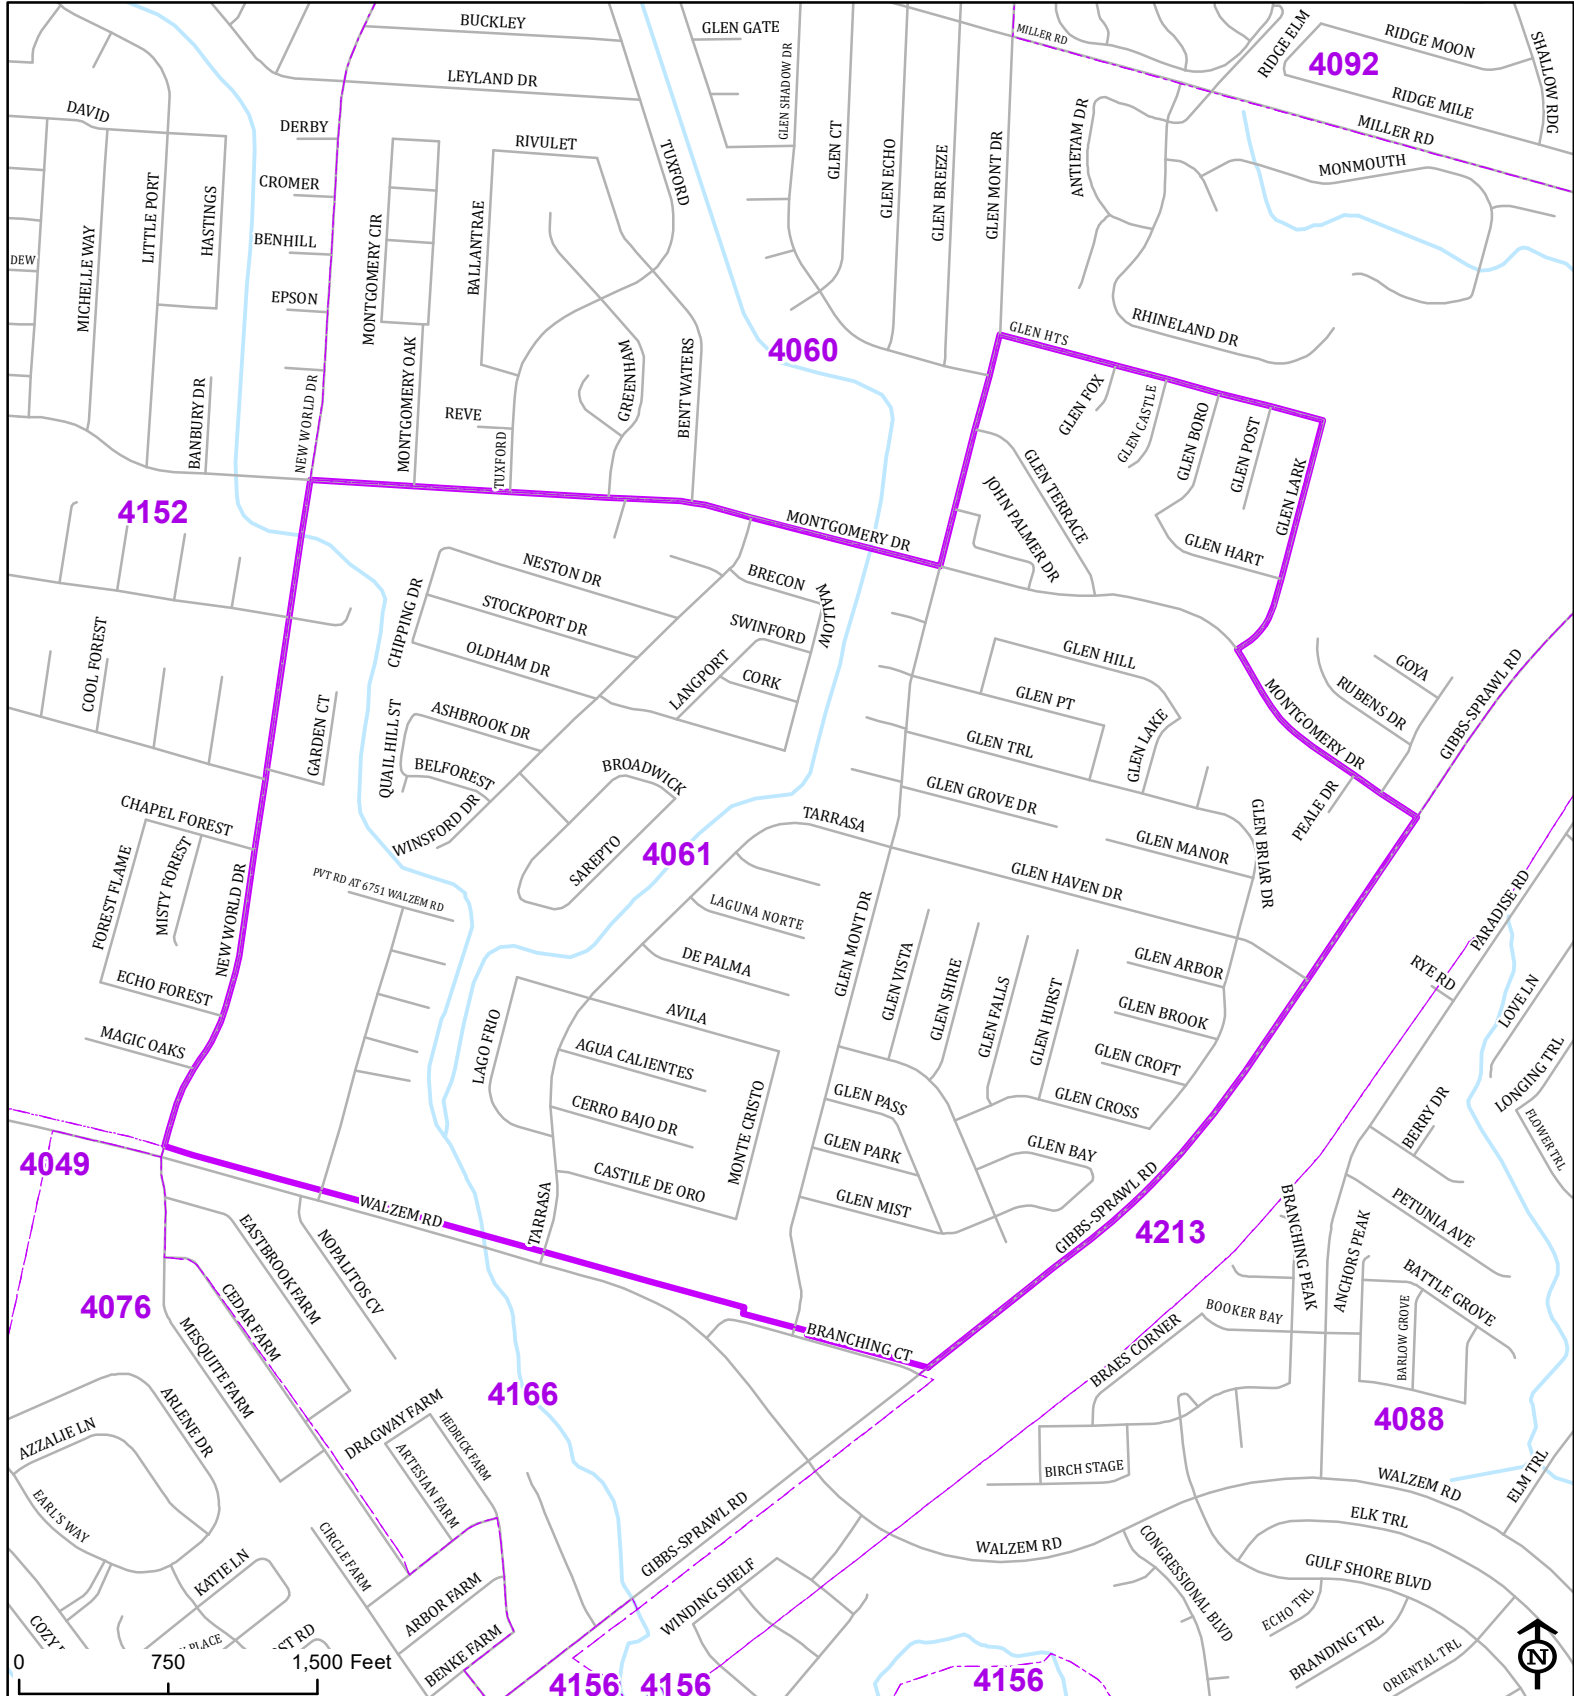 BUCKLEY
GLEN GATE
MILLER RD
RIDGE ELM
RIDGE MOON
SHALLOW RDG
4092
LEYLAND DR
GLEN SHADOW DR
RIDGE MILE
DAVID
DERBY
RIVULET
TUXFORD
GLEN CT
GLEN ECHO
GLEN BREEZE
GLEN MONT DR
ANTIETAM DR
MILLER RD
MONMOUTH
CROMER
LITTLE PORT
HASTINGS
BENHILL
MONTGOMERY CIR
BALLANTRAE
DEW
MICHELLE WAY
EPSON
RHINELAND DR
GLEN HTS
4060
MONTGOMERY OAK
GREENHAM
BENT WATERS
BANBURY DR
NEW WORLD DR
REVE
TUXFORD
GLEN FOX
GLEN CASTLE
GLEN BORO
GLEN POST
GLEN LARK
4152
GLEN TERRACE
JOHN PALMER DR
MONTGOMERY DR
GLEN HART
NESTON DR
BRECON
MALLOW
CHIPPING DR
STOCKPORT DR
SWINFORD
OLDHAM DR
LANGPORT
CORK
COOL FOREST
GLEN HILL
GOYA
RUBENS DR
GIBBS-SPRAWL RD
GARDEN CT
QUAIL HILL ST
ASHBROOK DR
GLEN PT
GLEN LAKE
MONTGOMERY DR
GLEN TRL
BELFOREST
BROADWICK
GLEN GROVE DR
PEALE DR
CHAPEL FOREST
WINSFORD DR
TARRASA
GLEN MANOR
GLEN BRIAR DR
SAREPTO
4061
FOREST FLAME
MISTY FOREST
NEW WORLD DR
PVT RD AT 6751 WALZEM RD
GLEN HAVEN DR
PARADISE RD
LAGUNA NORTE
GLEN MONT DR
DE PALMA
GLEN VISTA
GLEN SHIRE
GLEN FALLS
GLEN HURST
GLEN ARBOR
RYE RD
LOVE LN
ECHO FOREST
AVILA
GLEN BROOK
MAGIC OAKS
LAGO FRIO
AGUA CALIENTES
GLEN CROFT
LONGING TRL
GLEN PASS
GLEN CROSS
BERRY DR
FLOWER TRL
CERRO BAJO DR
MONTE CRISTO
4049
GLEN PARK
GLEN BAY
CASTILE DE ORO
GLEN MIST
GIBBS-SPRAWL RD
BRANCHING PEAK
ANCHORS PEAK
PETUNIA AVE
WALZEM RD
TARRASA
4213
EASTBROOK FARM
NOPALITOS CV
BATTLE GROVE
4076
CEDAR FARM
MESQUITE FARM
BOOKER BAY
BARLOW GROVE
BRANCHING CT
BRAES CORNER
4166
4088
ARLENE DR
DRAGWAY FARM
HEDRICK FARM
ARTESIAN FARM
AZZALIE LN
BIRCH STAGE
WALZEM RD
ELM TRL
EARL'S WAY
GIBBS-SPRAWL RD
ELK TRL
CIRCLE FARM
WALZEM RD
CONGRESSIONAL BLVD
GULF SHORE BLVD
KATIE LN
ARBOR FARM
WINDING SHELF
ECHO TRL
BRANDING TRL
ORIENTAL TRL
COZY
PLACE
ST RD
BENKE FARM
0 750 1,500 Feet
4156
4156
4156
N